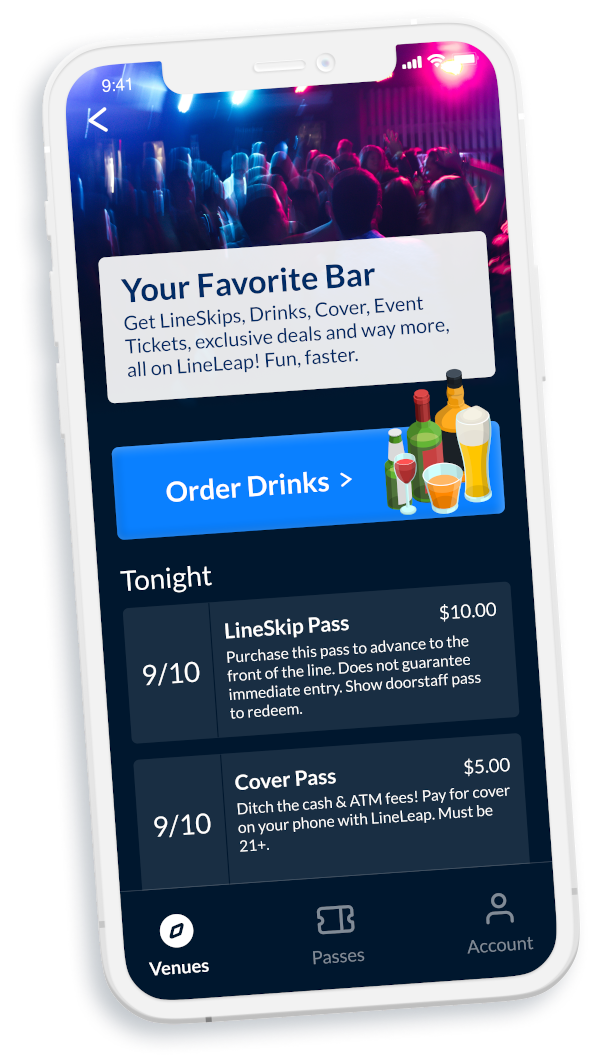 9:41
Your Favorite Bar
Get LineSkips, Drinks, Cover, Event
Tickets, exclusive deals and way more,
all on LineLeap! Fun, faster.
Order Drinks >
Tonight
9/10
LineSkip Pass
$10.00
Purchase this pass to advance to the
front of the line. Does not guarantee
immediate entry. Show doorstaff pass
to redeem.
9/10
Cover Pass
$5.00
Ditch the cash & ATM fees! Pay for cover
on your phone with LineLeap. Must be
21+.
Venues
Passes
Account